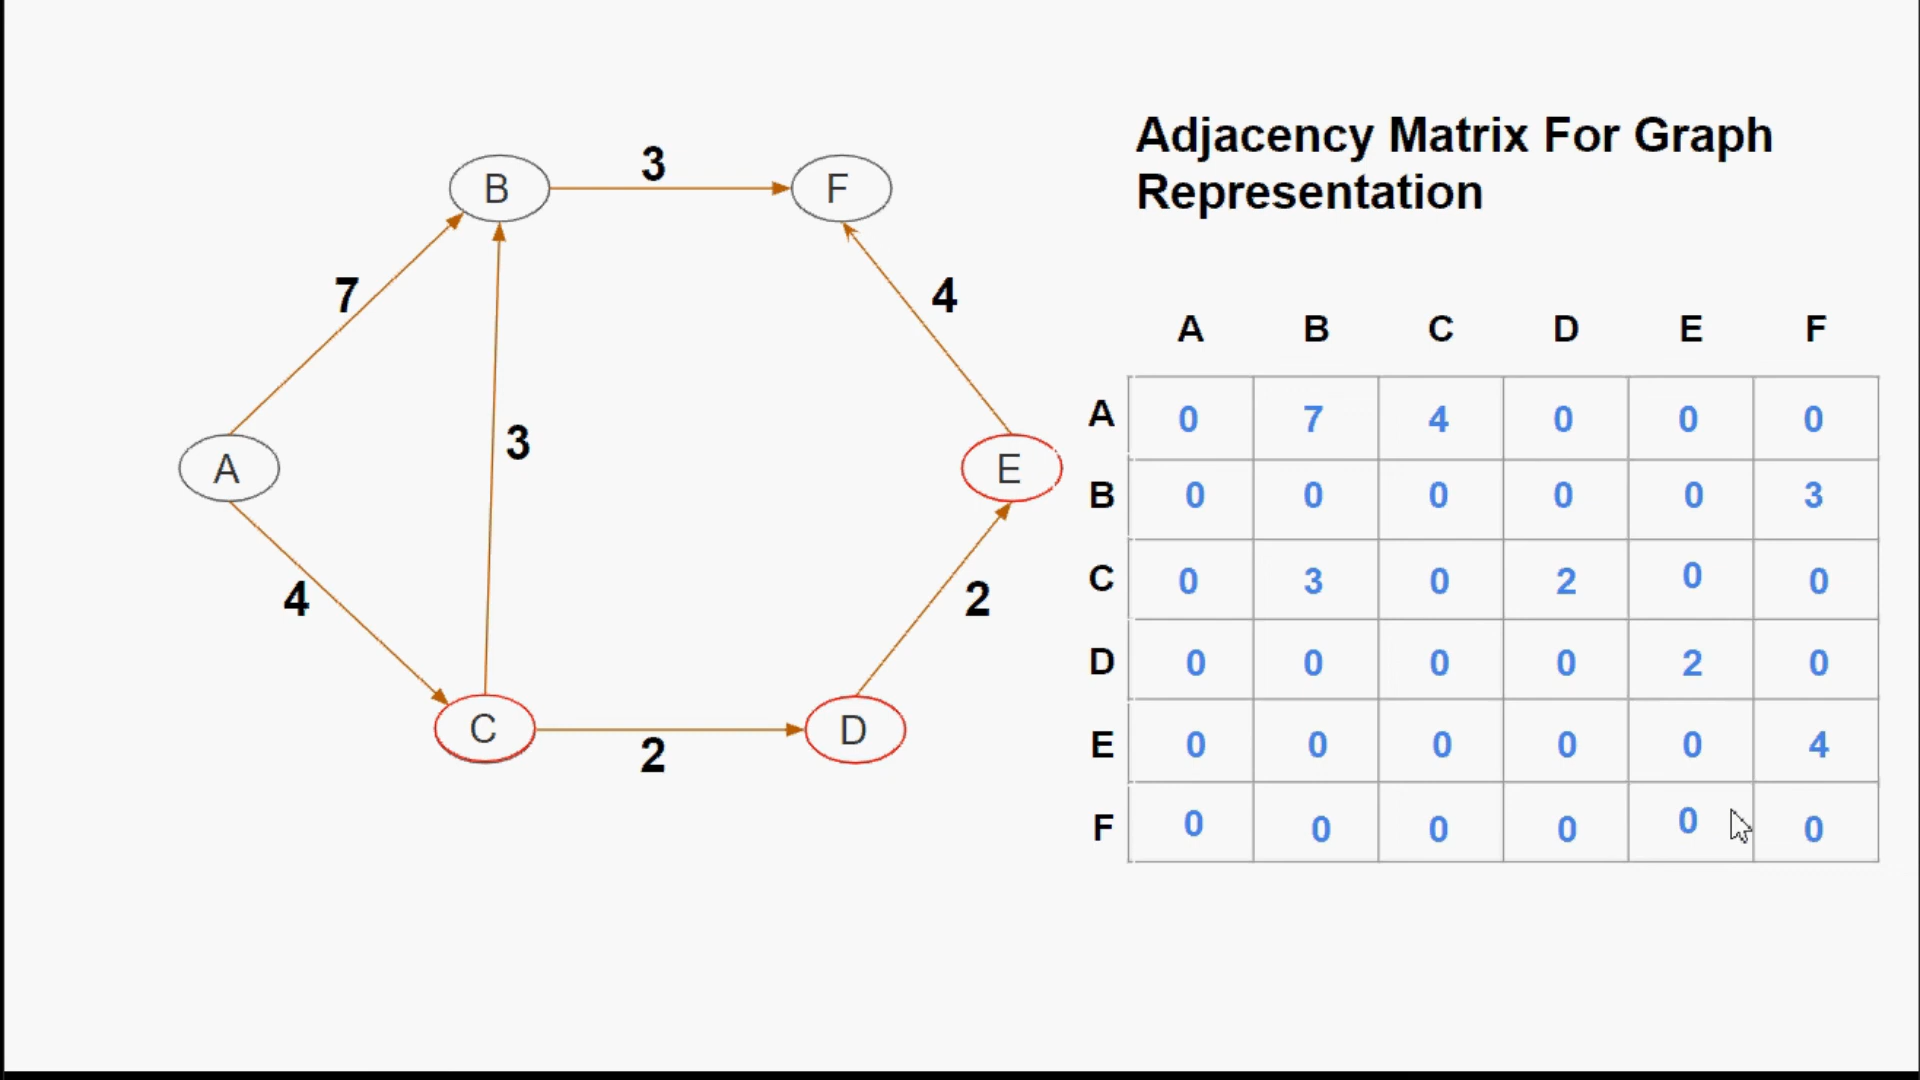 Adjacency Matrix For Graph
Representation
B
3
F
7
4
A
3
E
4
2
C
2
D
A B C D E F
A 0 7 4 0 0 0
B 0 0 0 0 0 3
C 0 3 0 2 0 0
D 0 0 0 0 2 0
E 0 0 0 0 0 4
F 0 0 0 0 0 0